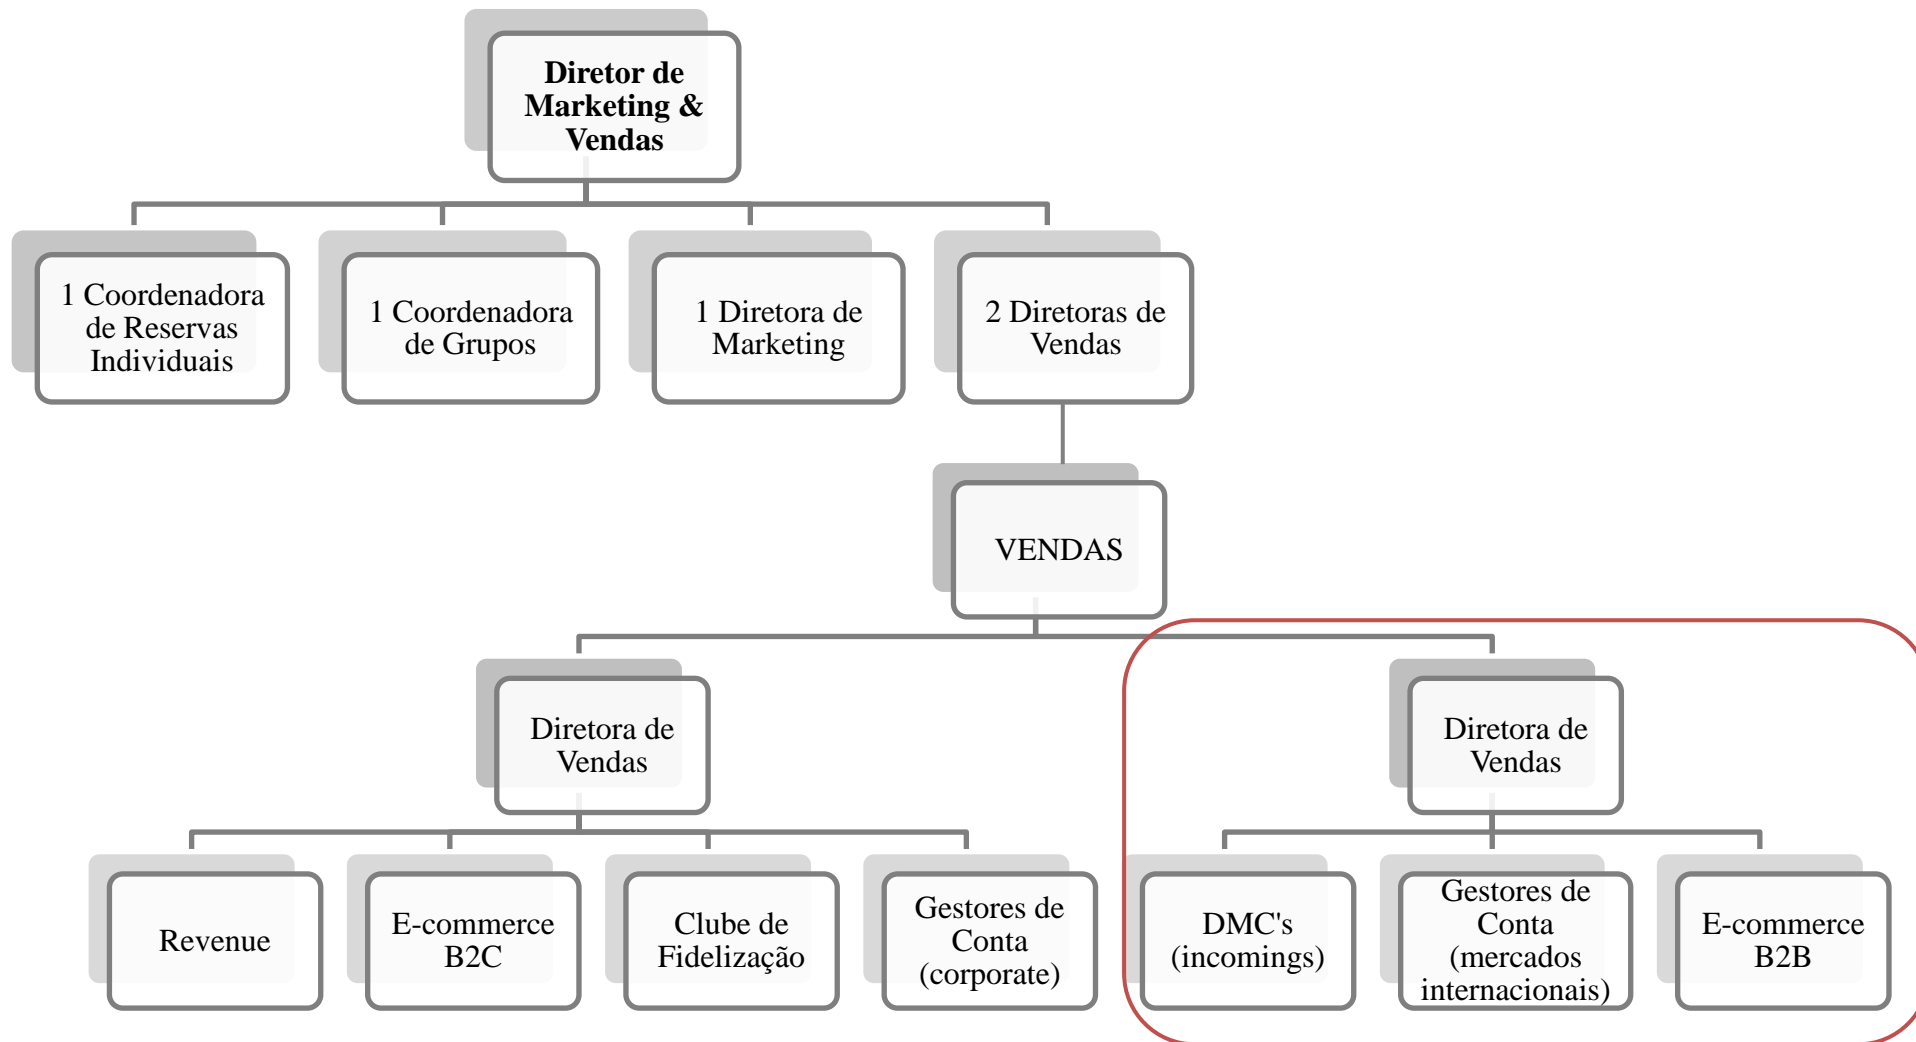 Diretor de
Marketing &
Vendas
1 Coordenadora
de Reservas
Individuais
1 Coordenadora
de Grupos
1 Diretora de
Marketing
2 Diretoras de
Vendas
VENDAS
Diretora de
Vendas
Diretora de
Vendas
Revenue
E-commerce
B2C
Clube de
Fidelização
Gestores de
Conta
(corporate)
DMC's
(incomings)
Gestores de
Conta
(mercados
internacionais)
E-commerce
B2B